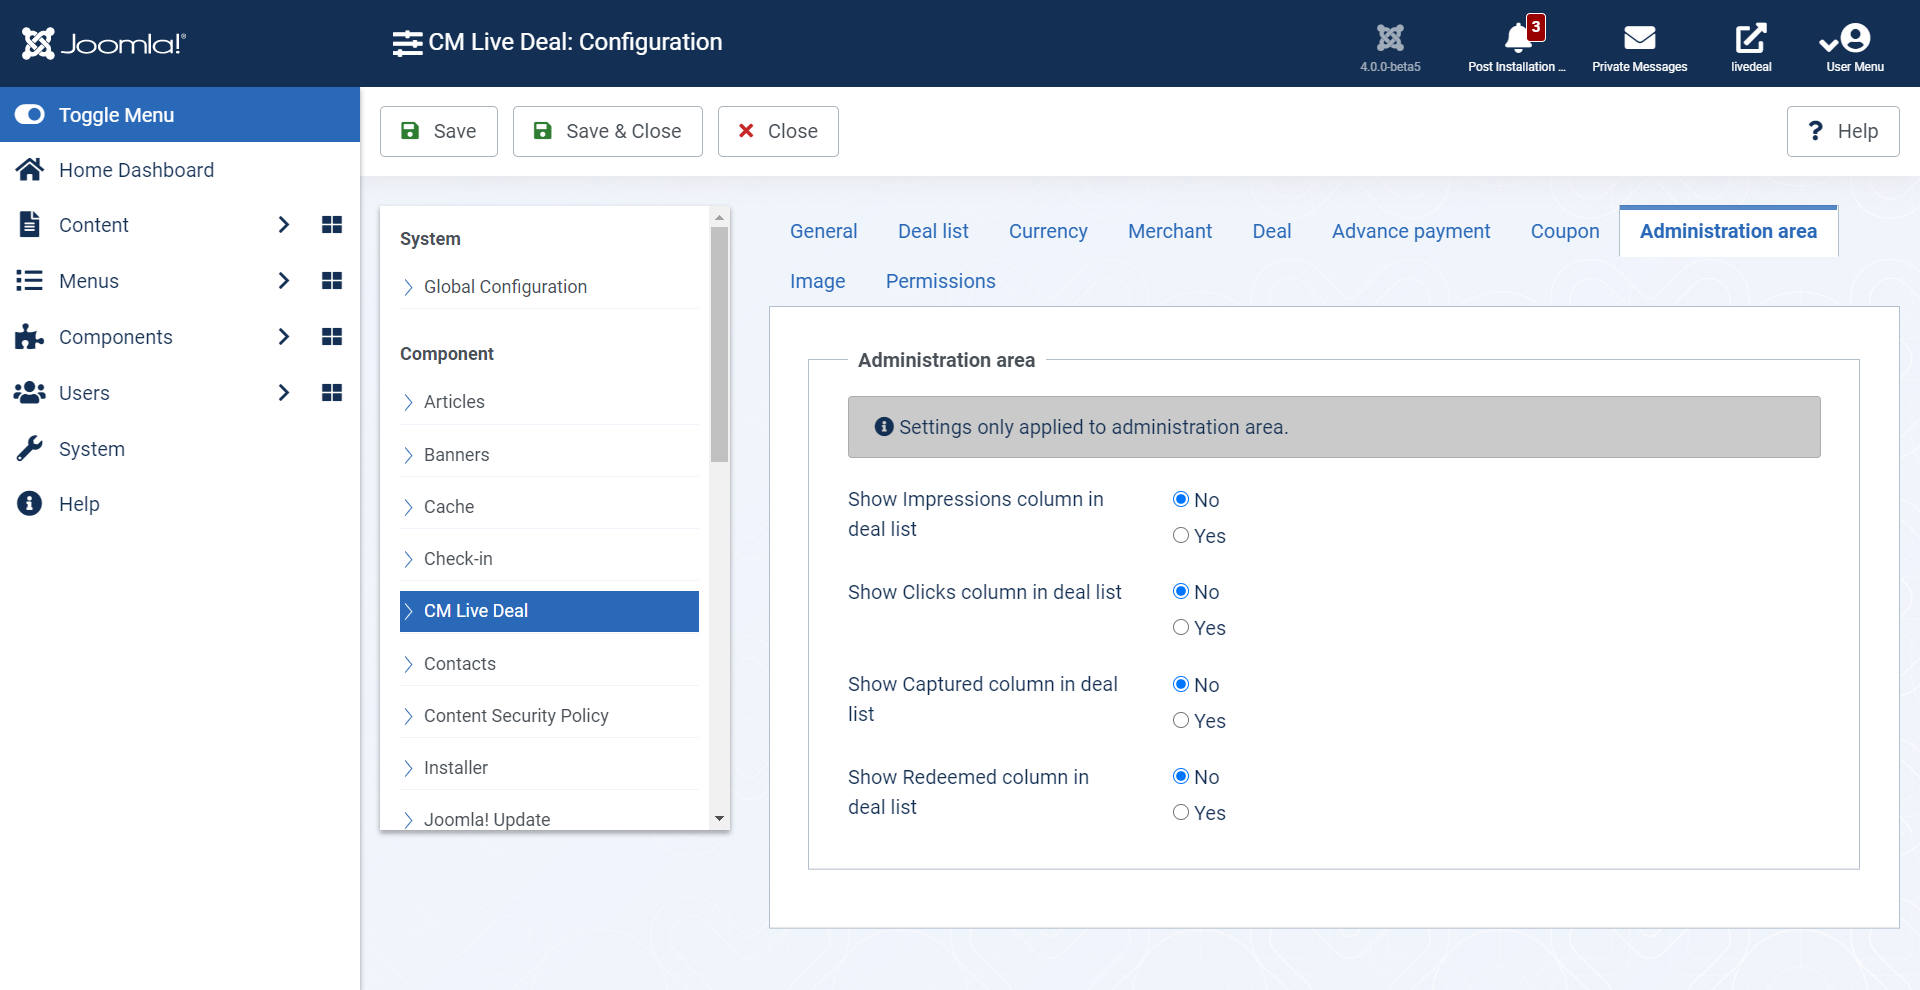 Joomla!®
CM Live Deal: Configuration
4.0.0-beta5
3
Post Installation ...
Private Messages
livedeal
User Menu
Toggle Menu
Home Dashboard
Content
Menus
Components
Users
System
Help
Save
Save & Close
Close
Help
System
Global Configuration
Component
Articles
Banners
Cache
Check-in
CM Live Deal
Contacts
Content Security Policy
Installer
Joomla! Update
General
Deal list
Currency
Merchant
Deal
Advance payment
Coupon
Administration area
Image
Permissions
Administration area
Settings only applied to administration area.
Show Impressions column in
deal list
No
Yes
Show Clicks column in deal list
No
Yes
Show Captured column in deal
list
No
Yes
Show Redeemed column in
deal list
No
Yes